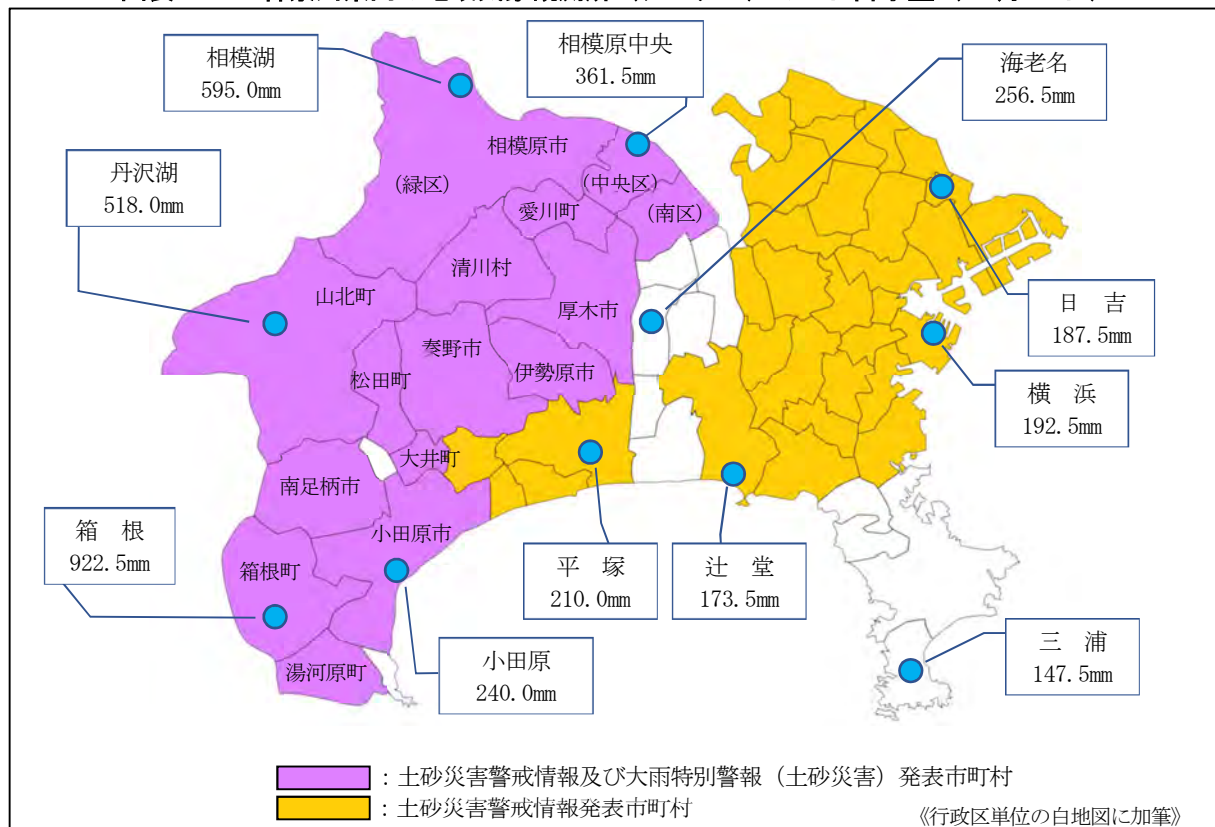 相模湖
595.0mm
相模原中央
361.5mm
海老名
256.5mm
丹沢湖
518.0mm
相模原市
(緑区)
(中央区)
(南区)
愛川町
清川村
山北町
厚木市
秦野市
伊勢原市
松田町
大井町
南足柄市
小田原市
箱根町
湯河原町
日 吉
187.5mm
横 浜
192.5mm
箱 根
922.5mm
平 塚
210.0mm
辻 堂
173.5mm
小田原
240.0mm
三 浦
147.5mm
：土砂災害警戒情報及び大雨特別警報（土砂災害）発表市町村
：土砂災害警戒情報発表市町村
《行政区単位の白地図に加筆》